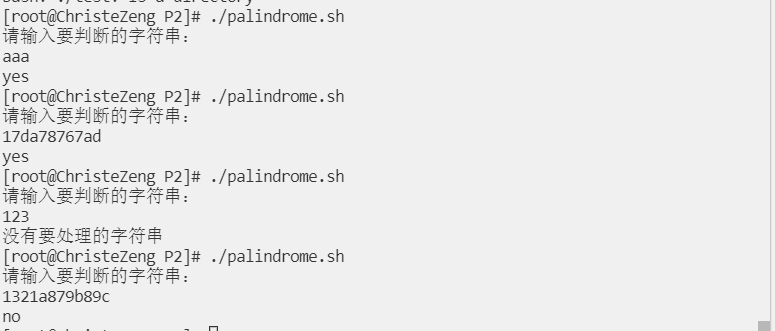 [root@ChristeZeng P2]# ./palindrome.sh
请输入要判断的字符串：
aaa
yes
[root@ChristeZeng P2]# ./palindrome.sh
请输入要判断的字符串：
17da78767ad
yes
[root@ChristeZeng P2]# ./palindrome.sh
请输入要判断的字符串：
123
没有要处理的字符串
[root@ChristeZeng P2]# ./palindrome.sh
请输入要判断的字符串：
1321a879b89c
no